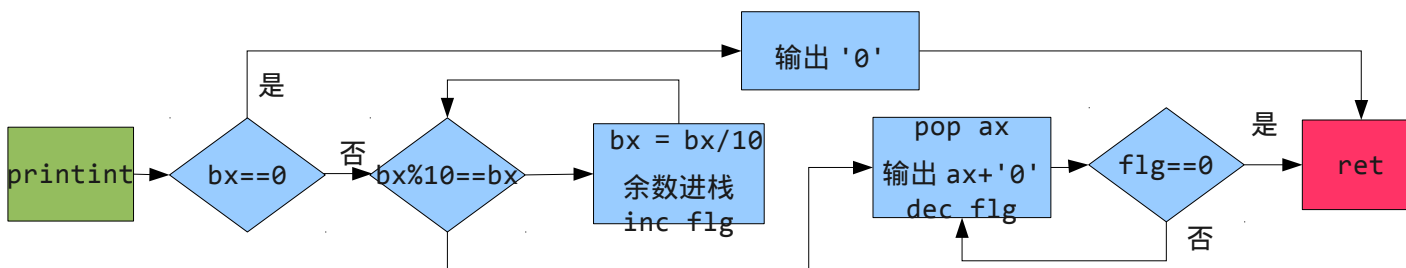 输出 '0'
是
printint
bx==0
否
bx%10==bx
bx = bx/10
余数进栈
inc flg
pop ax
输出 ax+'0'
dec flg
flg==0
是
否
ret